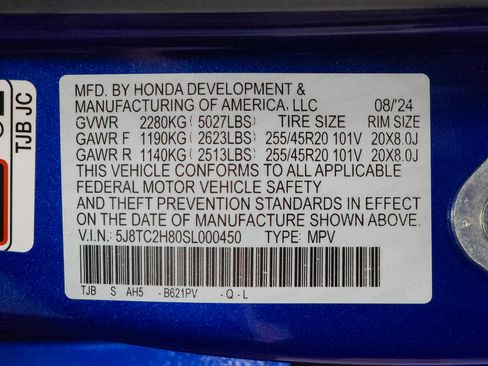 MFD. BY HONDA DEVELOPMENT &
MANUFACTURING OF AMERICA, LLC 08/'24
GVWR 2280KG( 5027LBS) TIRE SIZE RIM SIZE
GAWR F 1190KG( 2623LBS) 255/45R20 101V 20X8.0J
GAWR R 1140KG( 2513LBS) 255/45R20 101V 20X8.0J
THIS VEHICLE CONFORMS TO ALL APPLICABLE
FEDERAL MOTOR VEHICLE SAFETY
AND THEFT PREVENTION STANDARDS IN EFFECT
ON THE DATE OF MANUFACTURE SHOWN ABOVE.
V.I.N.: 5J8TC2H80SL000450 TYPE: MPV
TJB S AH5 - B621PV - Q - L
TJB JC